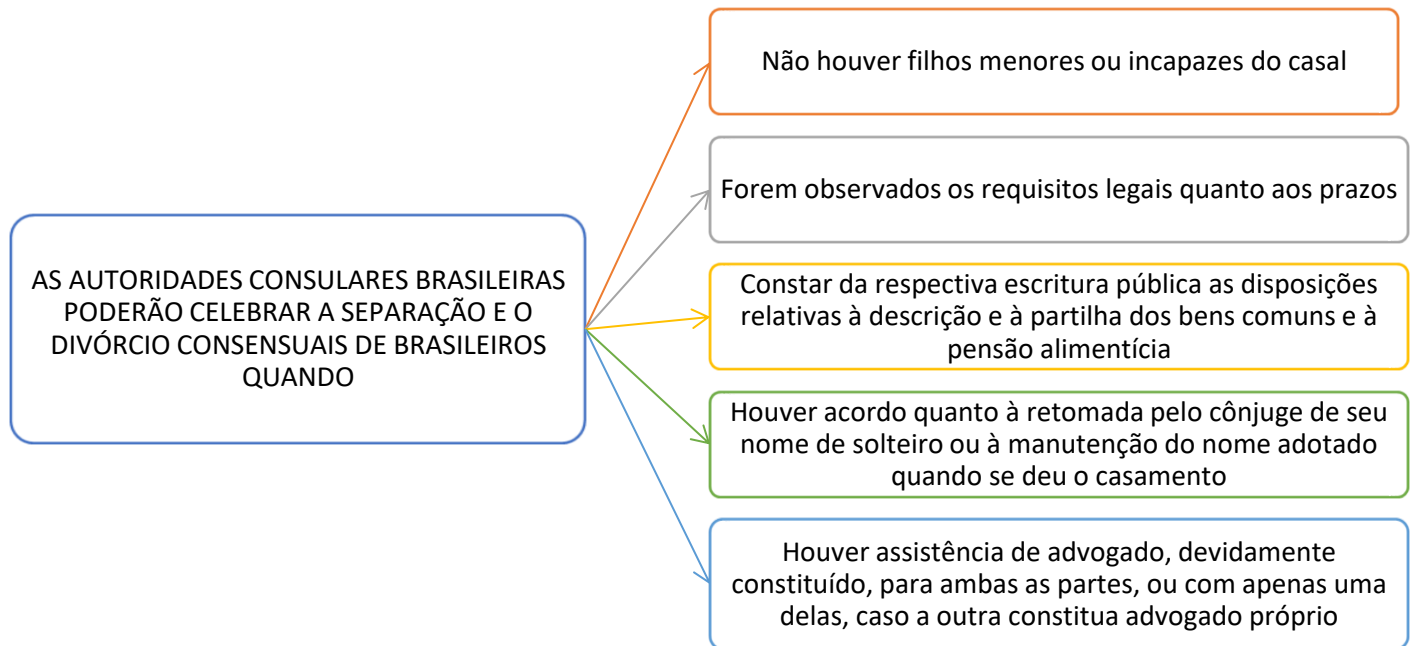 AS AUTORIDADES CONSULARES BRASILEIRAS
PODERÃO CELEBRAR A SEPARAÇÃO E O
DIVÓRCIO CONSENSUAIS DE BRASILEIROS
QUANDO
Não houver filhos menores ou incapazes do casal
Forem observados os requisitos legais quanto aos prazos
Constar da respectiva escritura pública as disposições
relativas à descrição e à partilha dos bens comuns e à
pensão alimentícia
Houver acordo quanto à retomada pelo cônjuge de seu
nome de solteiro ou à manutenção do nome adotado
quando se deu o casamento
Houver assistência de advogado, devidamente
constituído, para ambas as partes, ou com apenas uma
delas, caso a outra constitua advogado próprio